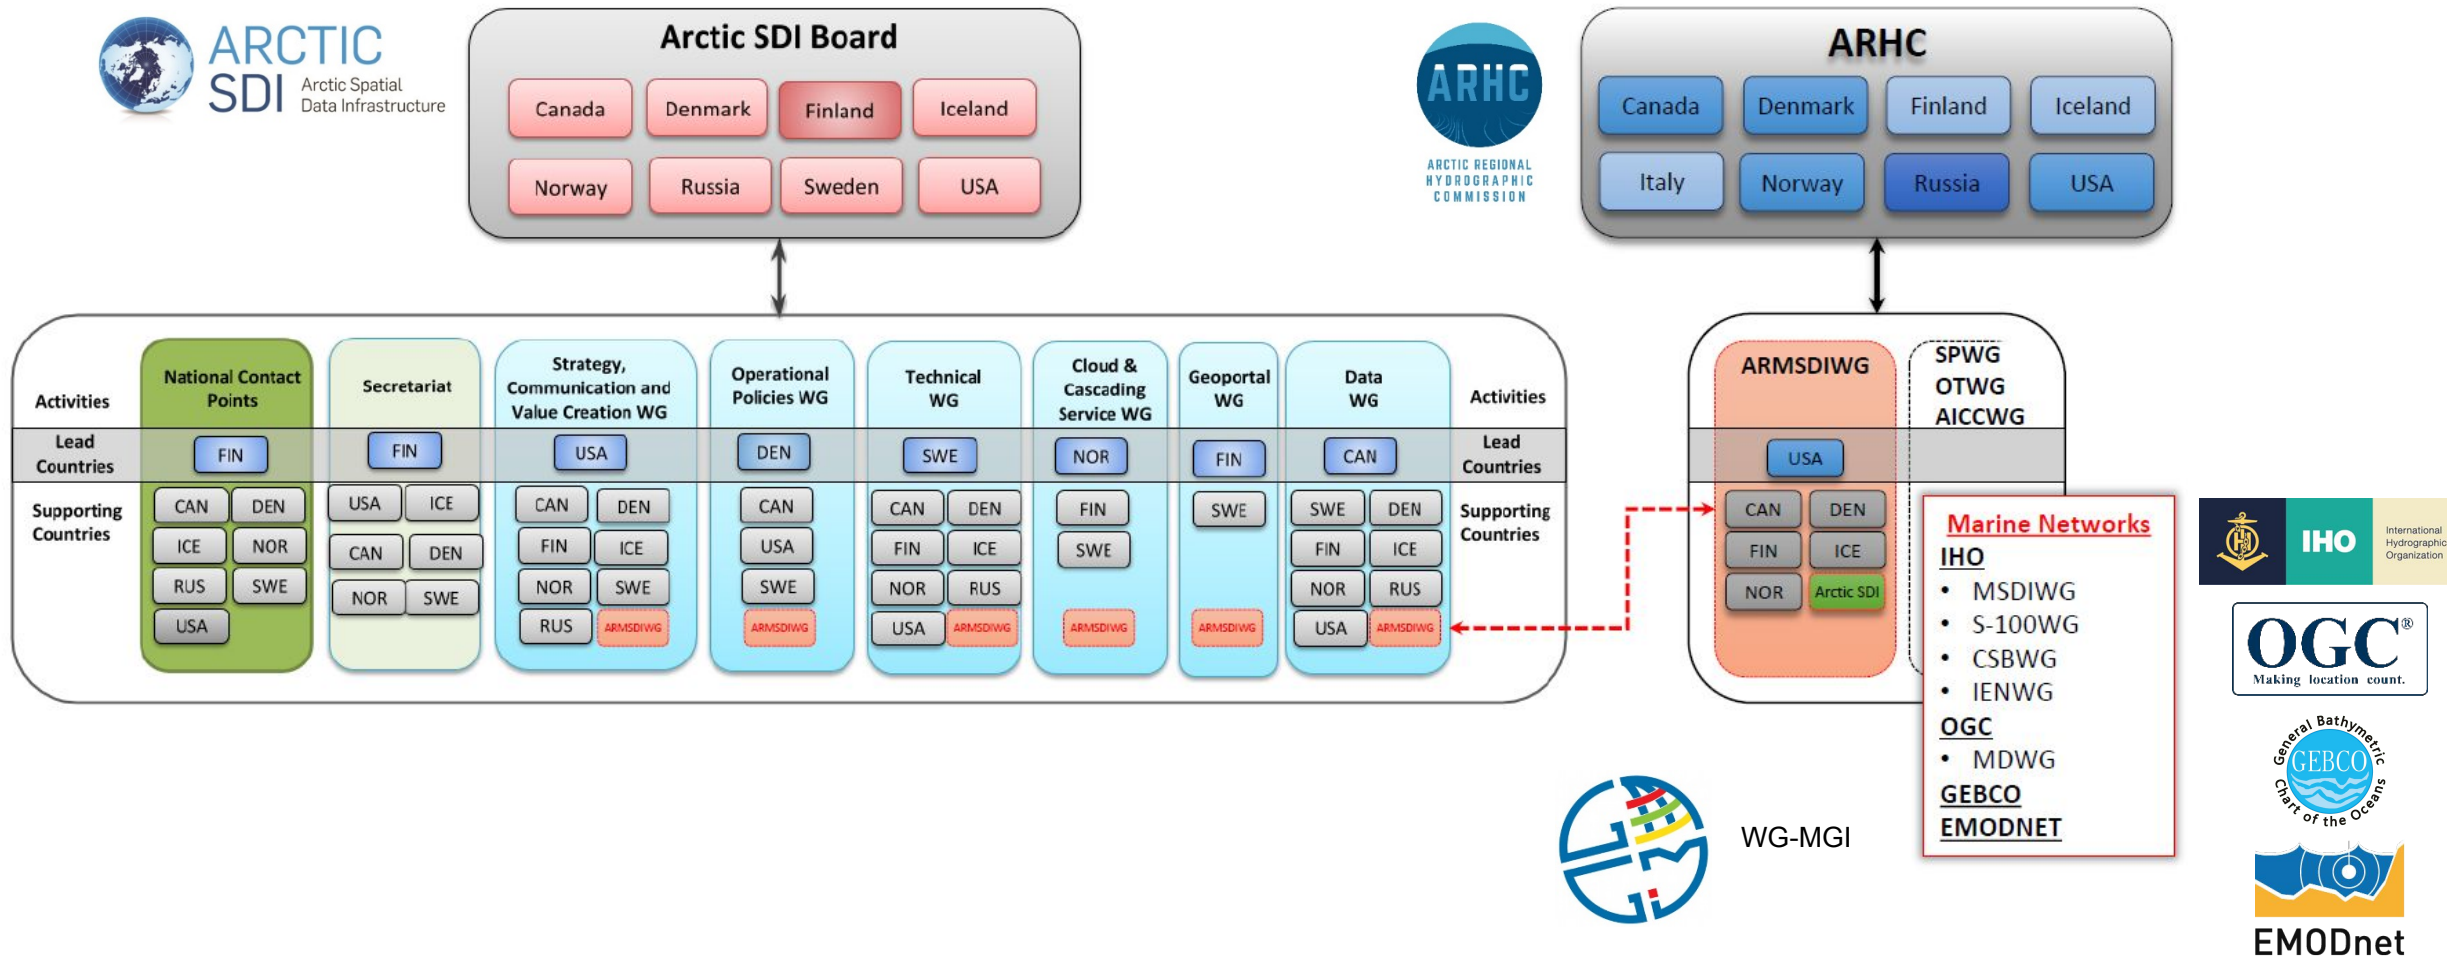 ARCTIC
SDI
Arctic Spatial
Data Infrastructure
Arctic SDI Board
Canada
Denmark
Finland
Iceland
Norway
Russia
Sweden
USA
ARHC
ARCTIC REGIONAL
HYDROGRAPHIC
COMMISSION
ARHC
Canada
Denmark
Finland
Iceland
Italy
Norway
Russia
USA
Activities
Lead
Countries
Supporting
Countries
National Contact
Points
FIN
CAN
DEN
ICE
NOR
RUS
SWE
USA
Secretariat
FIN
USA
ICE
CAN
DEN
NOR
SWE
Strategy,
Communication and
Value Creation WG
USA
CAN
DEN
FIN
ICE
NOR
SWE
RUS
ARMSDIWG
Operational
Policies WG
DEN
CAN
USA
SWE
ARMSDIWG
Technical
WG
SWE
CAN
DEN
FIN
ICE
NOR
RUS
USA
ARMSDIWG
Cloud &
Cascading
Service WG
NOR
FIN
SWE
ARMSDIWG
Geoportal
WG
FIN
SWE
ARMSDIWG
Data
WG
CAN
SWE
DEN
FIN
ICE
NOR
RUS
USA
ARMSDIWG
Activities
Lead
Countries
Supporting
Countries
ARMSDIWG
USA
CAN
DEN
FIN
ICE
NOR
Arctic SDI
SPWG
OTWG
AICCWG
Marine Networks
IHO
• MSDIWG
• S-100WG
• CSBWG
• IENWG
OGC
• MDWG
GEBCO
EMODNET
WG-MGI
IHO
International
Hydrographic
Organization
OGC®
Making location count.
General Bathymetric
GEBCO
Chart of the Oceans
EMODnet